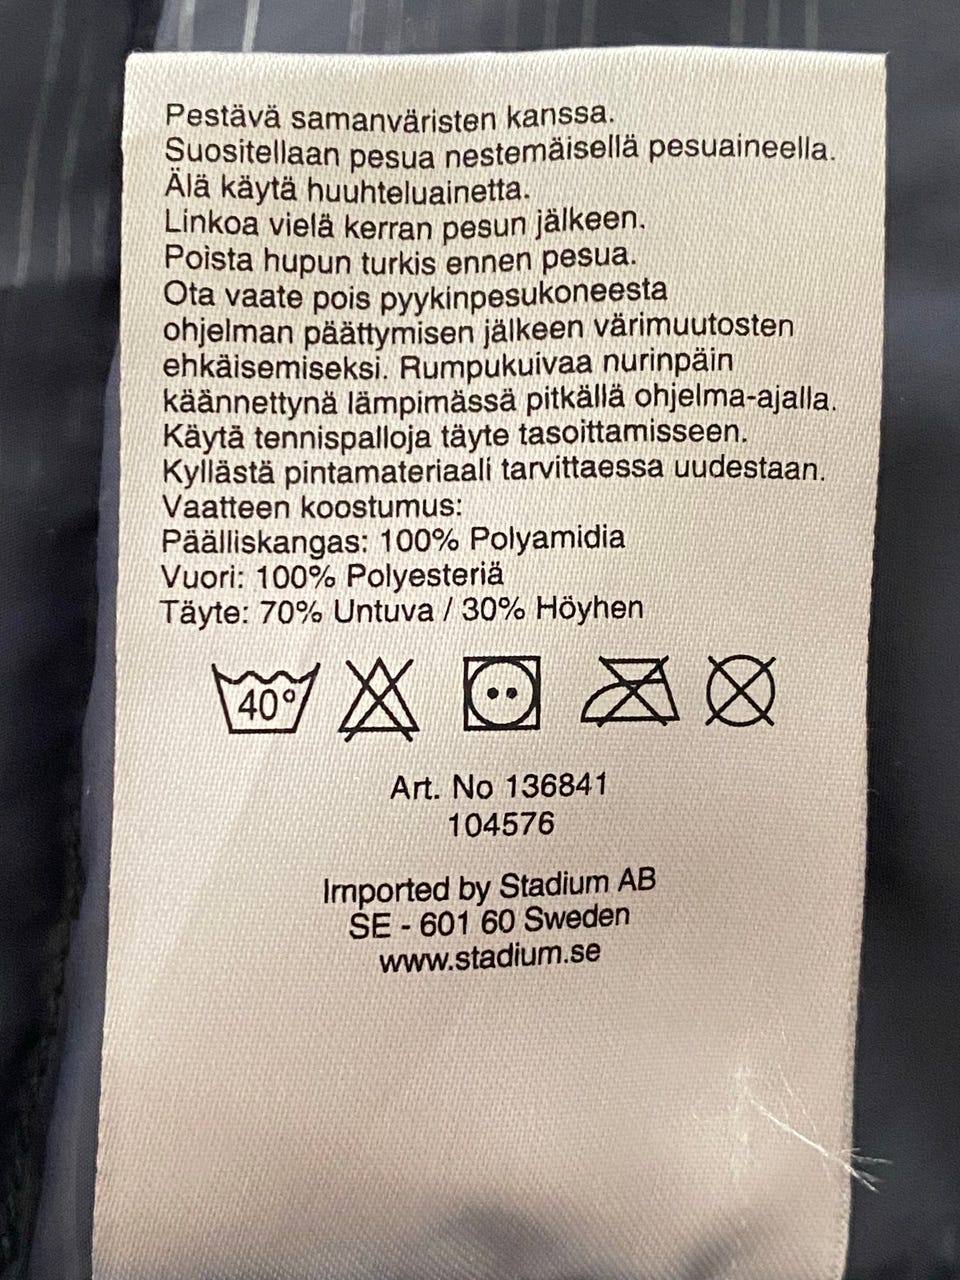 Pestävä samanväristen kanssa.
Suositellaan pesua nestemäisellä pesuaineella.
Älä käytä huuhteluainetta.
Linkoa vielä kerran pesun jälkeen.
Poista hupun turkis ennen pesua.
Ota vaate pois pyykinpesukoneesta
ohjelman päättymisen jälkeen värimuutosten
ehkäisemiseksi. Rumpukuivaa nurinpäin
käännettynä lämpimässä pitkällä ohjelma-ajalla.
Käytä tennispalloja täyte tasoittamisseen.
Kyllästä pintamateriaali tarvittaessa uudestaan.
Vaatteen koostumus:
Päälliskangas: 100% Polyamidia
Vuori: 100% Polyesteriä
Täyte: 70% Untuva / 30% Höyhen
40°
Art. No 136841
104576
Imported by Stadium AB
SE - 601 60 Sweden
www.stadium.se